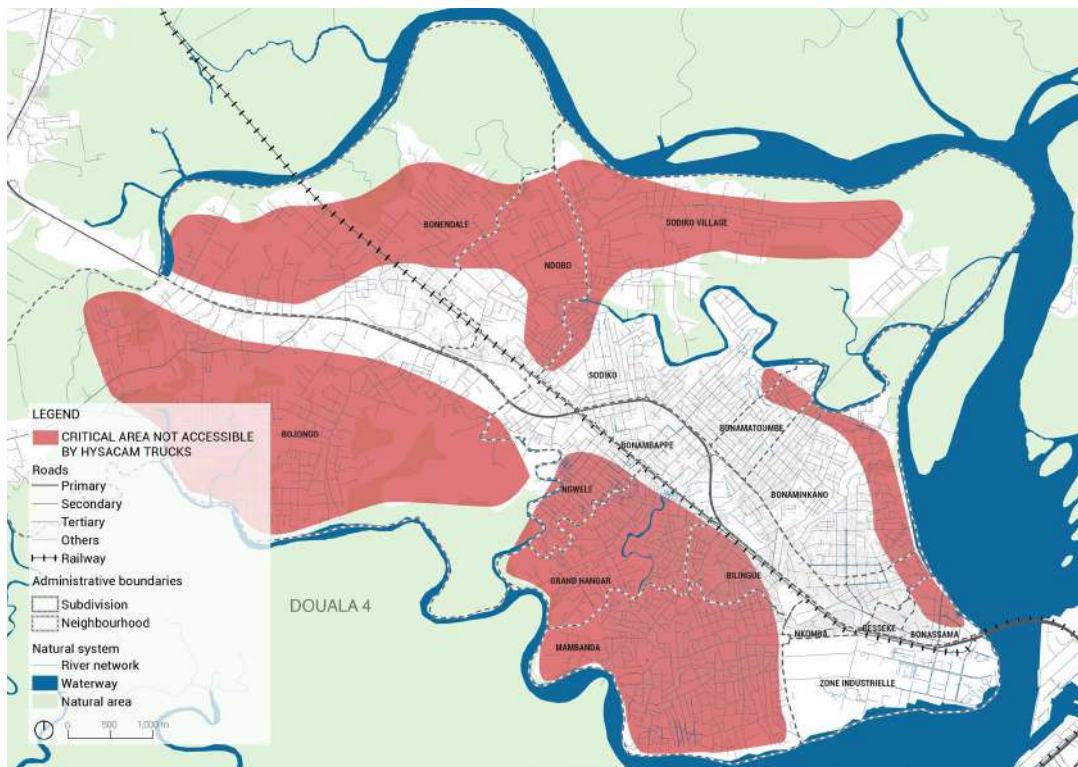 BONENDALE
SODIKO VILLAGE
NDOBO
SODIKO
BOJONGO
BONAMBAPPE
BONAMATOUMBE
BONAMINKANO
NGWELE
GRAND HANGAR
BILINGUE
MAMBANDA
NKOMBA
BESSEKE
BONASSAMA
ZONE INDUSTRIELLE
DOUALA 4
LEGEND
CRITICAL AREA NOT ACCESSIBLE
BY HYSACAM TRUCKS
Roads
Primary
Secondary
Tertiary
Others
Railway
Administrative boundaries
Subdivision
Neighbourhood
Natural system
River network
Waterway
Natural area
0 500 1,000 m